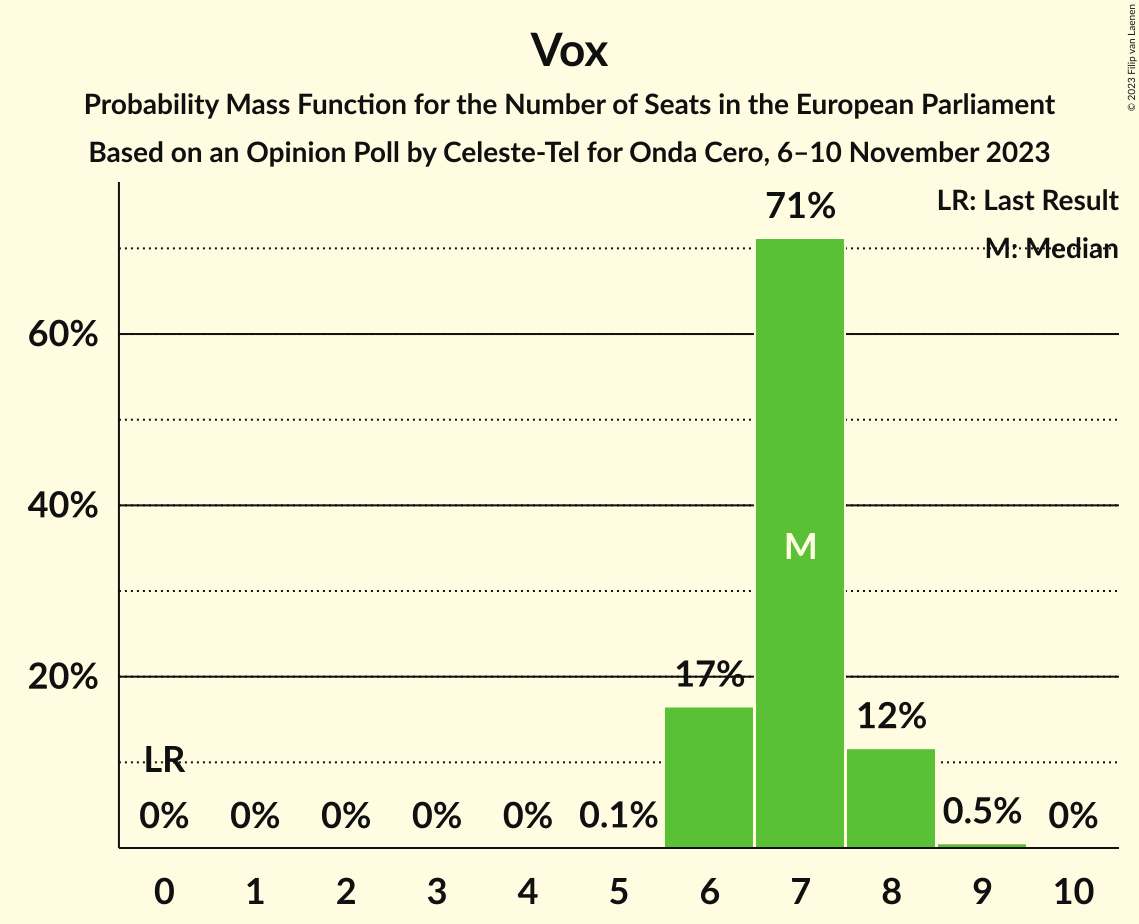 Vox
Probability Mass Function for the Number of Seats in the European Parliament
Based on an Opinion Poll by Celeste-Tel for Onda Cero, 6–10 November 2023
© 2023 Filip van Laenen
LR: Last Result
M: Median
71%
60%
40%
M
20%
17%
12%
LR
0% 0% 0% 0% 0% 0.1% 0.5% 0%
0 1 2 3 4 5 6 7 8 9 10